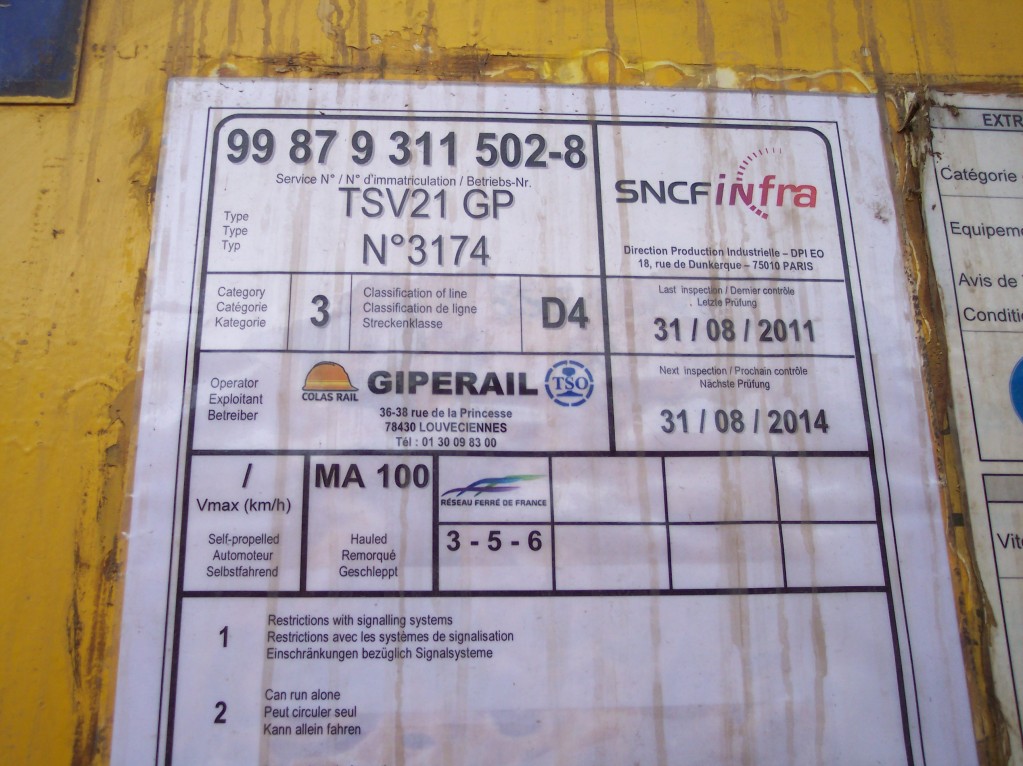 99 87 9 311 502-8
Service N° / N° d'immatriculation / Betriebs-Nr.
Type
Type
Typ
TSV21 GP
N°3174
SNCF infra
Direction Production Industrielle – DPI EO
18, rue de Dunkerque – 75010 PARIS
Category
Catégorie
Kategorie
3
Classification of line
Classification de ligne
Streckenklasse
D4
Last inspection / Dernier contrôle
Letzte Prüfung
31 / 08 / 2011
Operator
Exploitant
Betreiber
COLAS RAIL
GIPERAIL
TSO
36-38 rue de la Princesse
78430 LOUVECIENNES
Tél : 01 30 09 83 00
Next inspection / Prochain contrôle
Nächste Prüfung
31 / 08 / 2014
/
Vmax (km/h)
Self-propelled
Automoteur
Selbstfahrend
MA 100
Hauled
Remorqué
Geschleppt
RÉSEAU FERRÉ DE FRANCE
3 - 5 - 6
1
Restrictions with signalling systems
Restrictions avec les systèmes de signalisation
Einschränkungen bezüglich Signalsysteme
2
Can run alone
Peut circuler seul
Kann allein fahren
EXTR
Catégorie
Equipeme
Avis de
Conditio
Vite